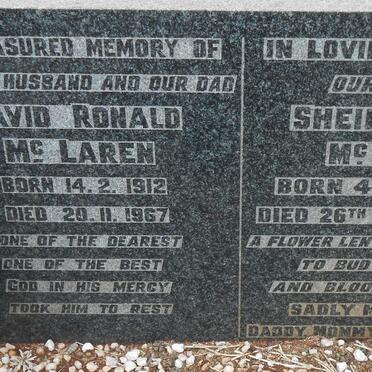 ASURED MEMORY OF
HUSBAND AND OUR DAD
AVID RONALD
MC LAREN
BORN 14.2.1912
DIED 20.11.1967
ONE OF THE DEAREST
ONE OF THE BEST
GOD IN HIS MERCY
TOOK HIM TO REST
IN LOVIN
OUR
SHEI
MC
BORN 4
DIED 26TH
A FLOWER LEN
TO BUD
AND BLOO
SADLY M
DADDY MOMMY